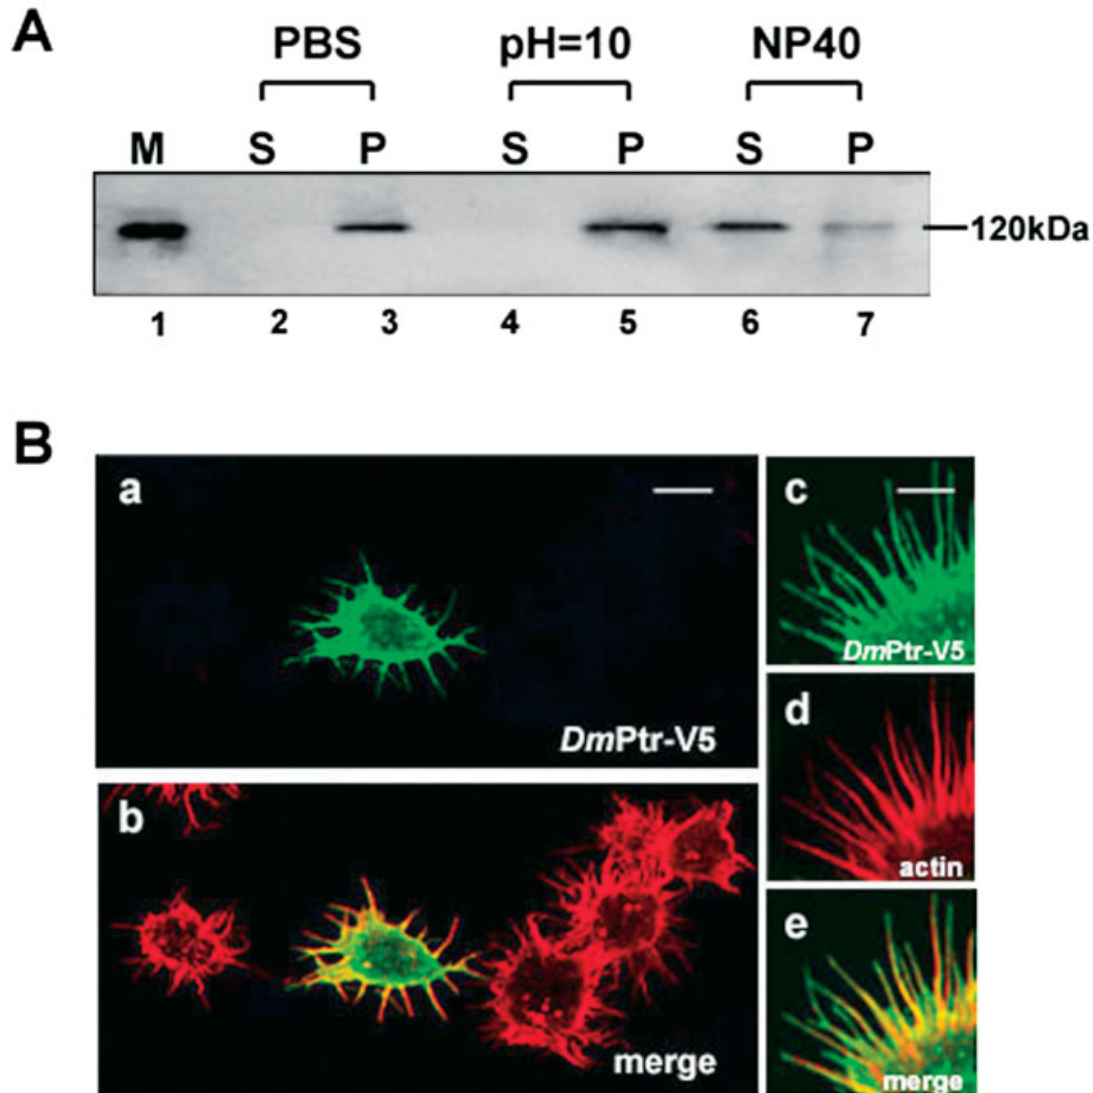 A
PBS pH=10 NP40
M S P S P S P
120kDa
1 2 3 4 5 6 7
B
a
DmPtr-V5
b
merge
c
DmPtr-V5
d
actin
e
merge